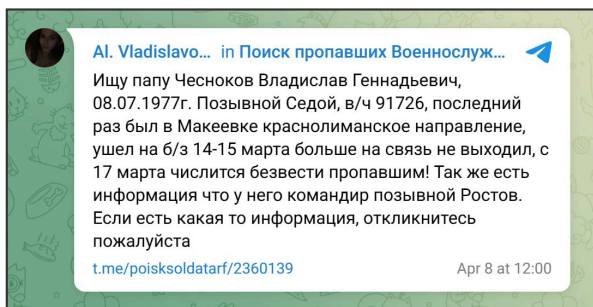 Al. Vladislavo... in Поиск пропавших Военнослуж...
Ищу папу Чесноков Владислав Геннадьевич,
08.07.1977г. Позывной Седой, в/ч 91726, последний
раз был в Макеевке краснолиманское направление,
ушел на б/з 14-15 марта больше на связь не выходил, с
17 марта числится безвести пропавшим! Так же есть
информация что у него командир позывной Ростов.
Если есть какая то информация, откликнитесь
пожалуйста
t.me/poisksoldatarf/2360139 Apr 8 at 12:00